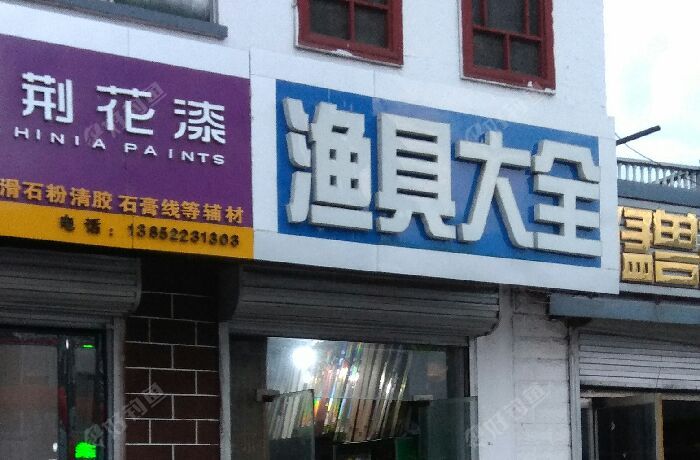 荆花漆
HINIA PAINTS
滑石粉清胶 石膏线等辅材
电话：13852231303
渔具大全